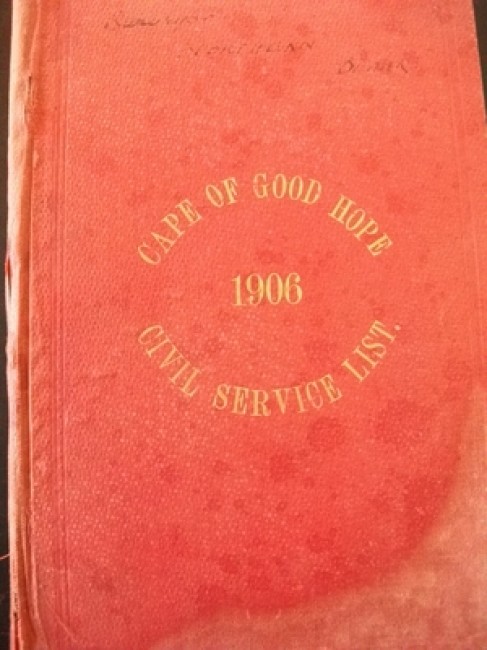 CAPE OF GOOD HOPE
1906
CIVIL SERVICE LIST.